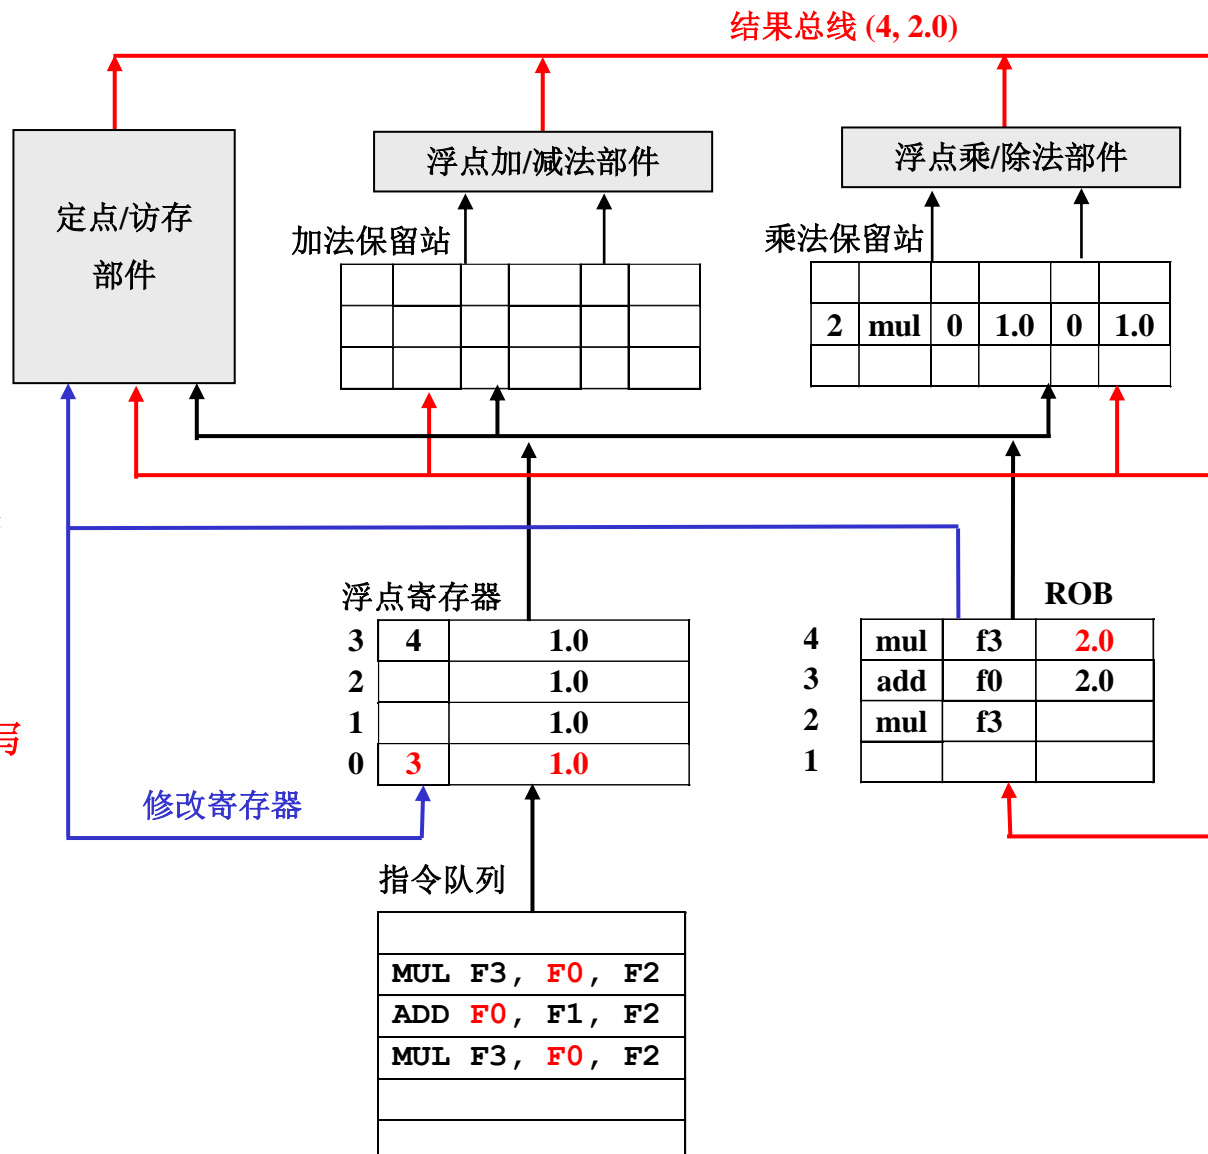 结果总线 (4, 2.0)
定点/访存
部件
浮点加/减法部件
浮点乘/除法部件
加法保留站
乘法保留站
2 mul 0 1.0 0 1.0
浮点寄存器
3 4 1.0
2 1.0
1 1.0
0 3 1.0
ROB
4 mul f3 2.0
3 add f0 2.0
2 mul f3
1
写
修改寄存器
指令队列
MUL F3, F0, F2
ADD F0, F1, F2
MUL F3, F0, F2